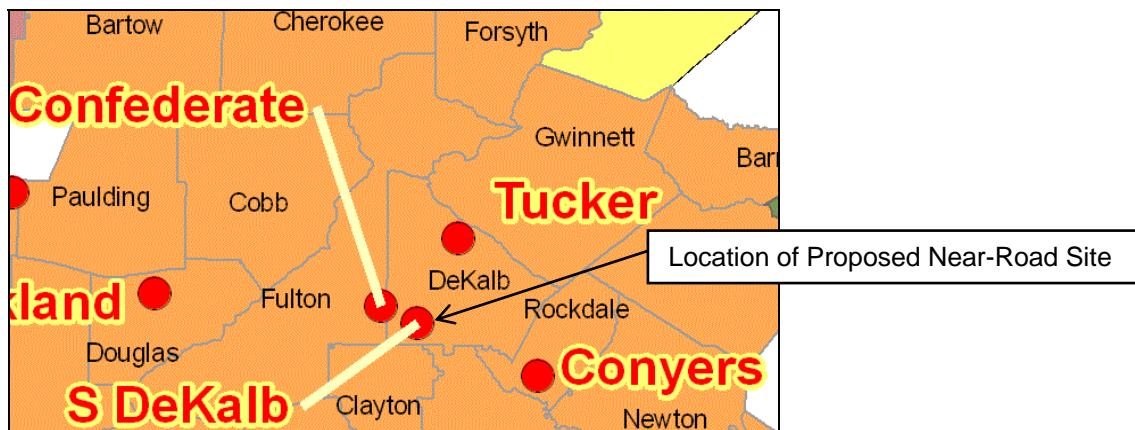 Bartow
Cherokee
Forsyth
Confederate
Gwinnett
Barr
Paulding
Cobb
Tucker
Location of Proposed Near-Road Site
DeKalb
kland
Fulton
Rockdale
Douglas
Conyers
S DeKalb
Clayton
Newton